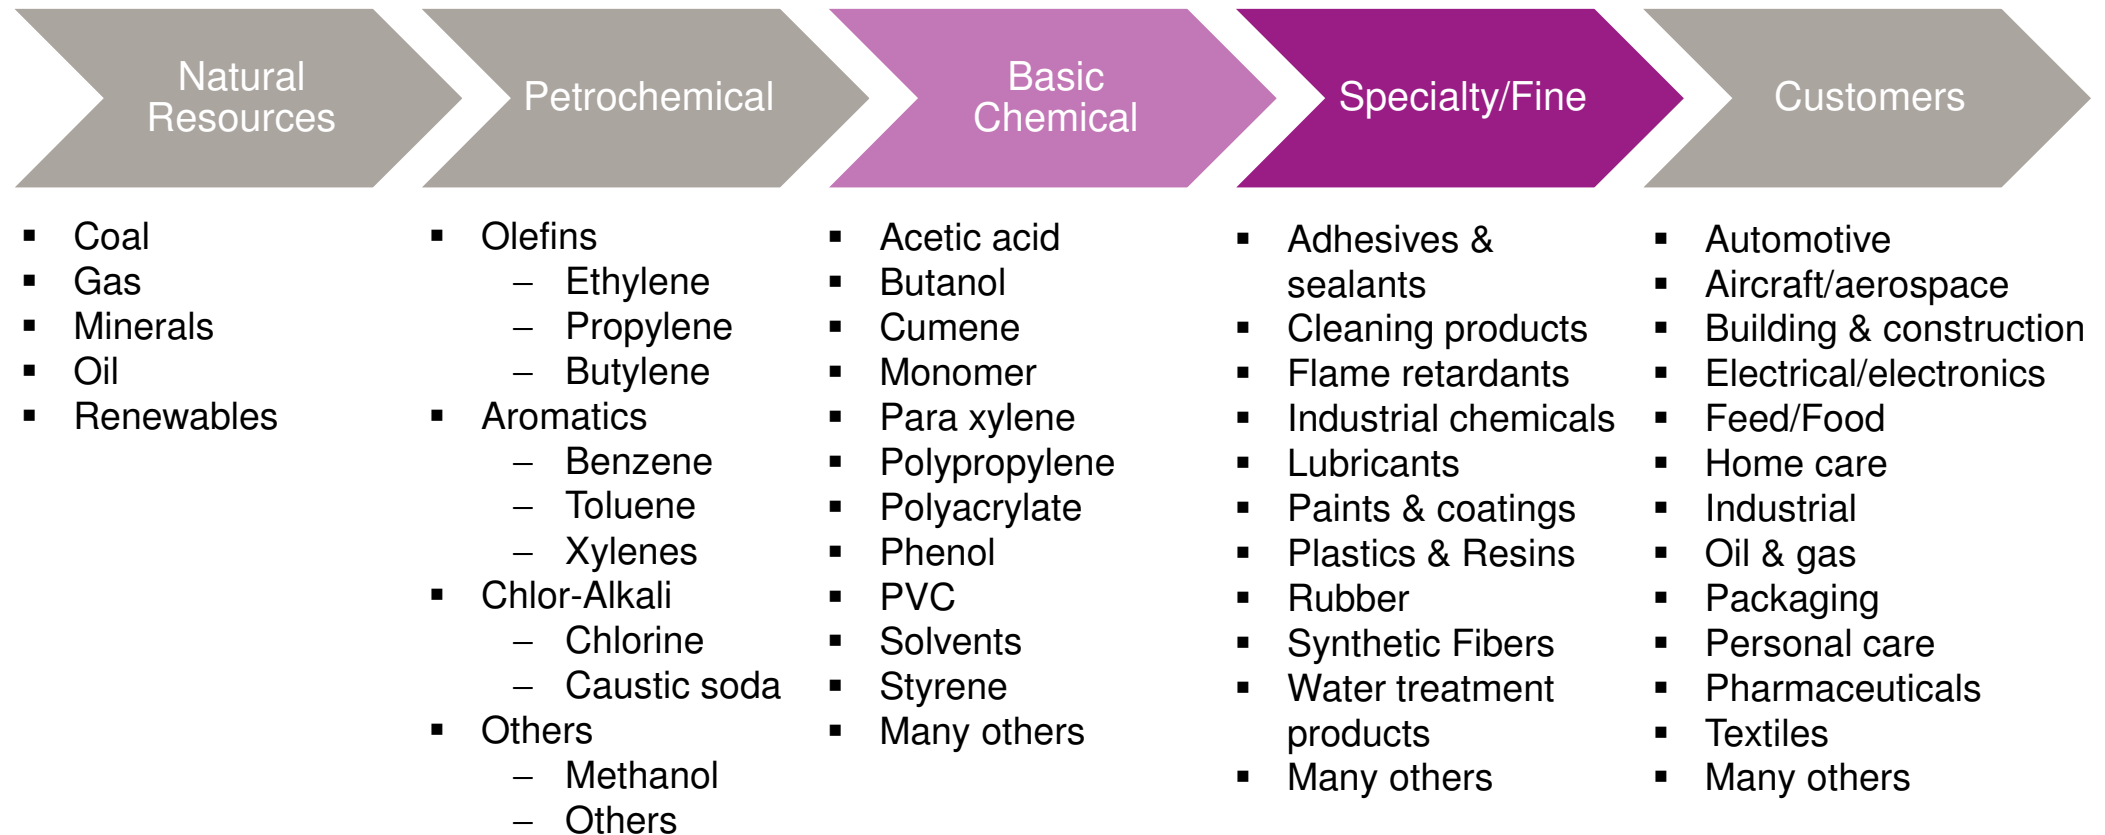 Natural
Resources
Petrochemical
Basic
Chemical
Specialty/Fine
Customers
▪ Coal
▪ Gas
▪ Minerals
▪ Oil
▪ Renewables
▪ Olefins
– Ethylene
– Propylene
– Butylene
▪ Aromatics
– Benzene
– Toluene
– Xylenes
▪ Chlor-Alkali
– Chlorine
– Caustic soda
▪ Others
– Methanol
– Others
▪ Acetic acid
▪ Butanol
▪ Cumene
▪ Monomer
▪ Para xylene
▪ Polypropylene
▪ Polyacrylate
▪ Phenol
▪ PVC
▪ Solvents
▪ Styrene
▪ Many others
▪ Adhesives &
sealants
▪ Cleaning products
▪ Flame retardants
▪ Industrial chemicals
▪ Lubricants
▪ Paints & coatings
▪ Plastics & Resins
▪ Rubber
▪ Synthetic Fibers
▪ Water treatment
products
▪ Many others
▪ Automotive
▪ Aircraft/aerospace
▪ Building & construction
▪ Electrical/electronics
▪ Feed/Food
▪ Home care
▪ Industrial
▪ Oil & gas
▪ Packaging
▪ Personal care
▪ Pharmaceuticals
▪ Textiles
▪ Many others